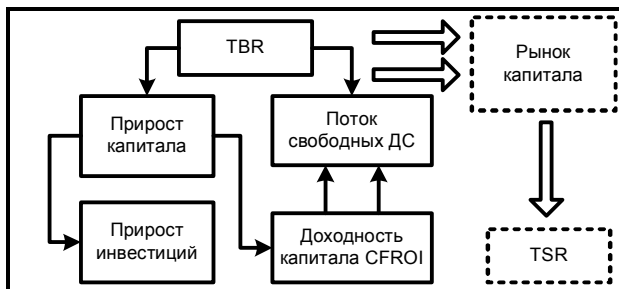 TBR
Рынок
капитала
Прирост
капитала
Поток
свободных ДС
Прирост
инвестиций
Доходность
капитала CFROI
TSR